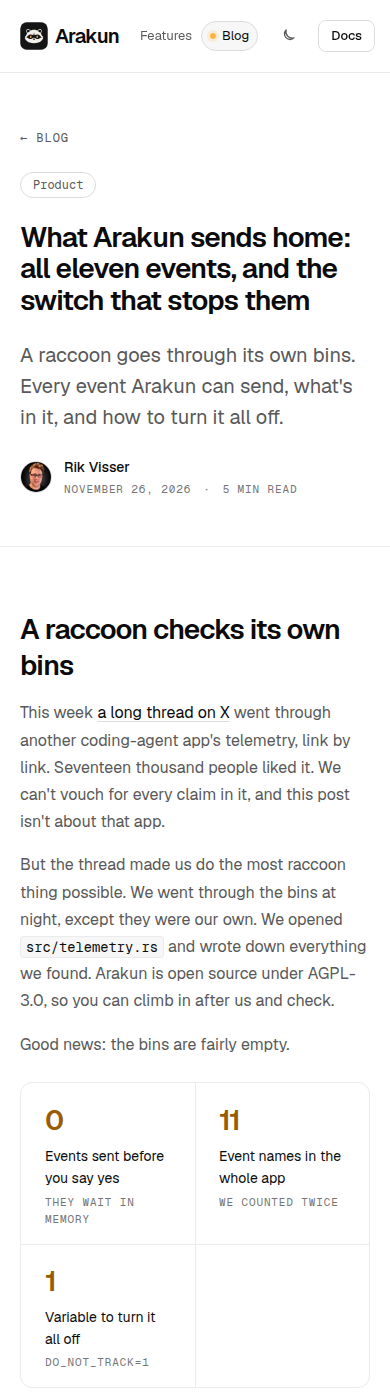 Arakun
Features
Blog
Docs
← BLOG
Product
What Arakun sends home:
all eleven events, and the
switch that stops them
A raccoon goes through its own bins.
Every event Arakun can send, what's
in it, and how to turn it all off.
Rik Visser
NOVEMBER 26, 2026 · 5 MIN READ
A raccoon checks its own
bins
This week a long thread on X went through
another coding-agent app's telemetry, link by
link. Seventeen thousand people liked it. We
can't vouch for every claim in it, and this post
isn't about that app.
But the thread made us do the most raccoon
thing possible. We went through the bins at
night, except they were our own. We opened
src/telemetry.rs and wrote down everything
we found. Arakun is open source under AGPL-
3.0, so you can climb in after us and check.
Good news: the bins are fairly empty.
0
Events sent before
you say yes
THEY WAIT IN
MEMORY
11
Event names in the
whole app
WE COUNTED TWICE
1
Variable to turn it
all off
DO_NOT_TRACK=1